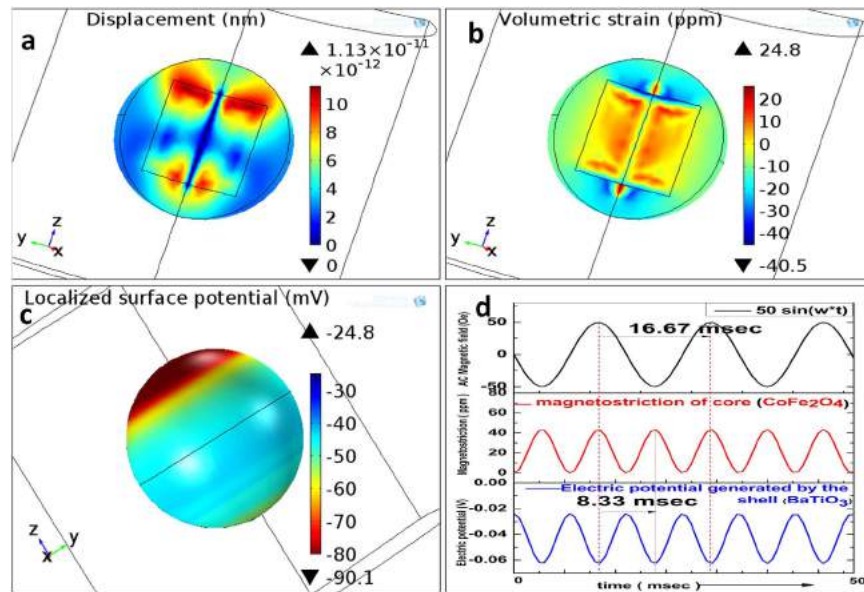 a
Displacement (nm)
▲ 1.13×10⁻¹¹
×10⁻¹²
10
8
6
4
2
0
▼ 0
z
y
x
b
Volumetric strain (ppm)
▲ 24.8
20
10
0
-10
-20
-30
-40
▼ -40.5
z
y
x
c
Localized surface potential (mV)
▲ -24.8
-30
-40
-50
-60
-70
-80
▼ -90.1
z
y
x
d
50 sin(w*t)
16.67 msec
AC Magnetic field (Oe)
50
0
-50
magnetostriction of core (CoFe2O4)
Magnetostriction ( ppm)
80
40
0
Electric potential generated by the
shell (BaTiO3)
8.33 msec
Electric potential (V)
0.00
-0.02
-0.04
-0.06
0
time ( msec)
50